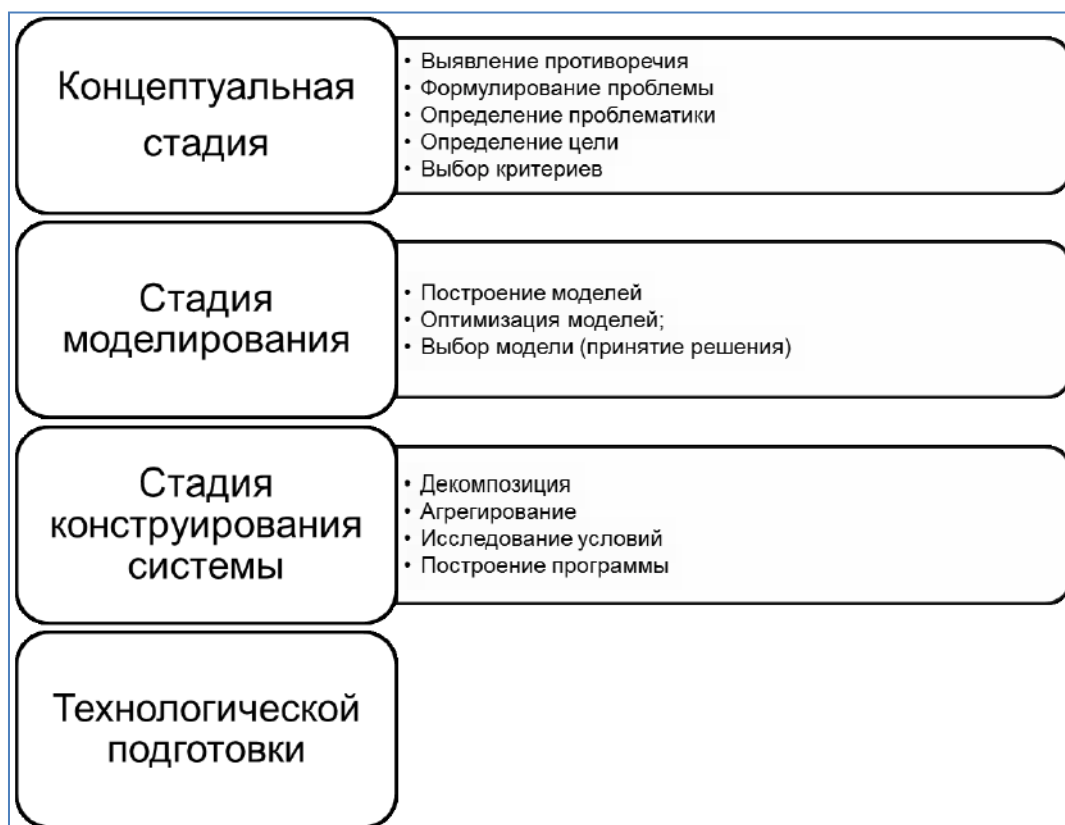 Концептуальная
стадия
• Выявление противоречия
• Формулирование проблемы
• Определение проблематики
• Определение цели
• Выбор критериев
Стадия
моделирования
• Построение моделей
• Оптимизация моделей;
• Выбор модели (принятие решения)
Стадия
конструирования
системы
• Декомпозиция
• Агрегирование
• Исследование условий
• Построение программы
Технологической
подготовки